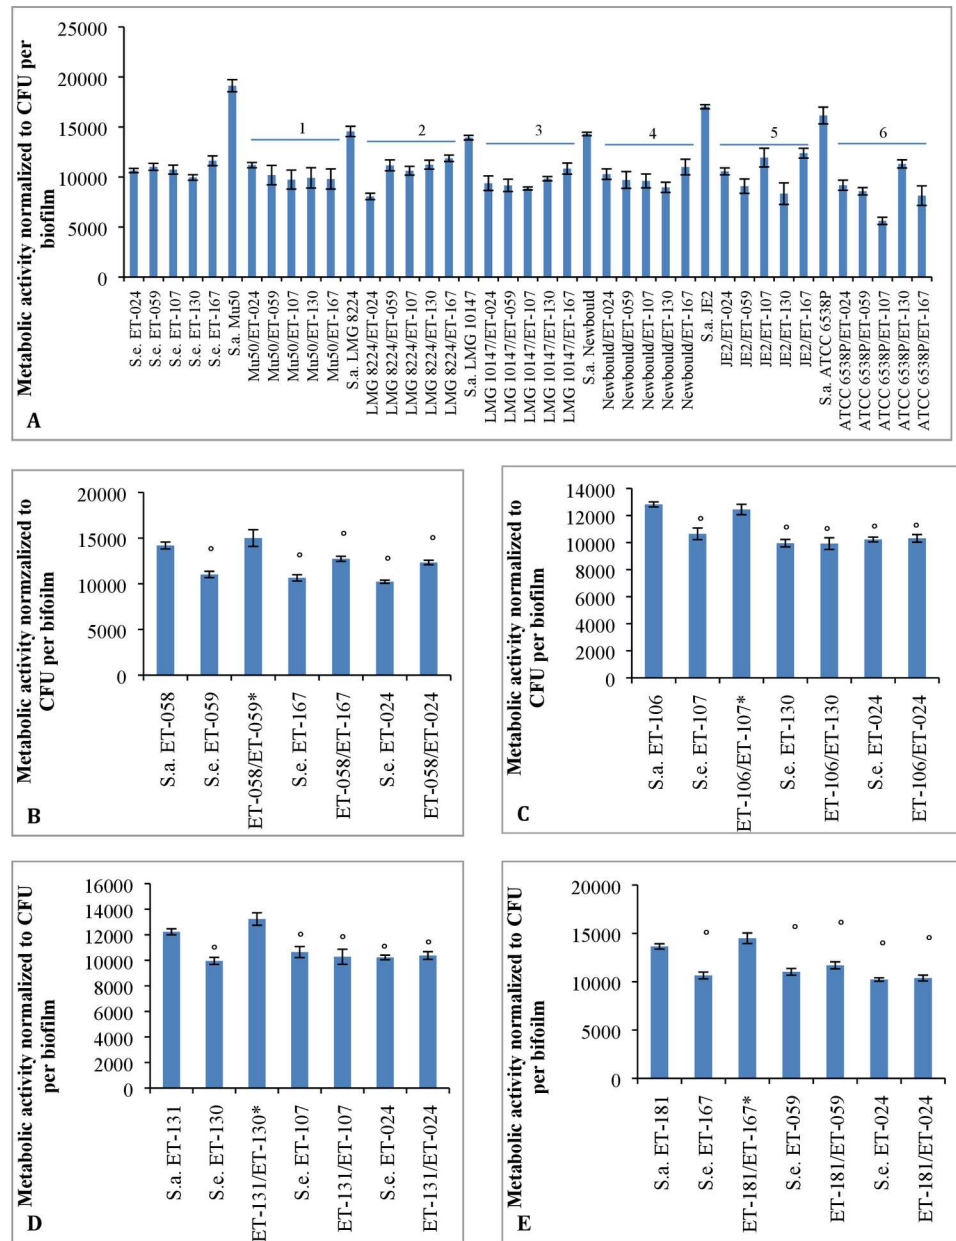 Metabolic activity normalized to CFU per
biofilm
25000
20000
15000
10000
5000
0
1
2
3
4
5
6
S.e. ET-024
S.e. ET-059
S.e. ET-107
S.e. ET-130
S.e. ET-167
S.a. Mu50
Mu50/ET-024
Mu50/ET-059
Mu50/ET-107
Mu50/ET-130
Mu50/ET-167
S.a. LMG 8224
LMG 8224/ET-024
LMG 8224/ET-059
LMG 8224/ET-107
LMG 8224/ET-130
LMG 8224/ET-167
S.a. LMG 10147
LMG 10147/ET-024
LMG 10147/ET-059
LMG 10147/ET-107
LMG 10147/ET-130
LMG 10147/ET-167
S.a. Newbould
Newbould/ET-024
Newbould/ET-059
Newbould/ET-107
Newbould/ET-130
Newbould/ET-167
S.a. JE2
JE2/ET-024
JE2/ET-059
JE2/ET-107
JE2/ET-130
JE2/ET-167
S.a. ATCC 6538P
ATCC 6538P/ET-024
ATCC 6538P/ET-059
ATCC 6538P/ET-107
ATCC 6538P/ET-130
ATCC 6538P/ET-167
A
Metabolic activity nornzalized to
CFU per bifoilm
20000
15000
10000
5000
0
S.a. ET-058
S.e. ET-059
ET-058/ET-059*
S.e. ET-167
ET-058/ET-167
S.e. ET-024
ET-058/ET-024
B
Metabolic activity normalized to
CFU per biofilm
14000
12000
10000
8000
6000
4000
2000
0
S.a. ET-106
S.e. ET-107
ET-106/ET-107*
S.e. ET-130
ET-106/ET-130
S.e. ET-024
ET-106/ET-024
C
Metabolic activity normalized to CFU
per biofilm
16000
14000
12000
10000
8000
6000
4000
2000
0
S.a. ET-131
S.e. ET-130
ET-131/ET-130*
S.e. ET-107
ET-131/ET-107
S.e. ET-024
ET-131/ET-024
D
Metabolic activity normalized to CFU
per bifoilm
20000
15000
10000
5000
0
S.a. ET-181
S.e. ET-167
ET-181/ET-167*
S.e. ET-059
ET-181/ET-059
S.e. ET-024
ET-181/ET-024
E